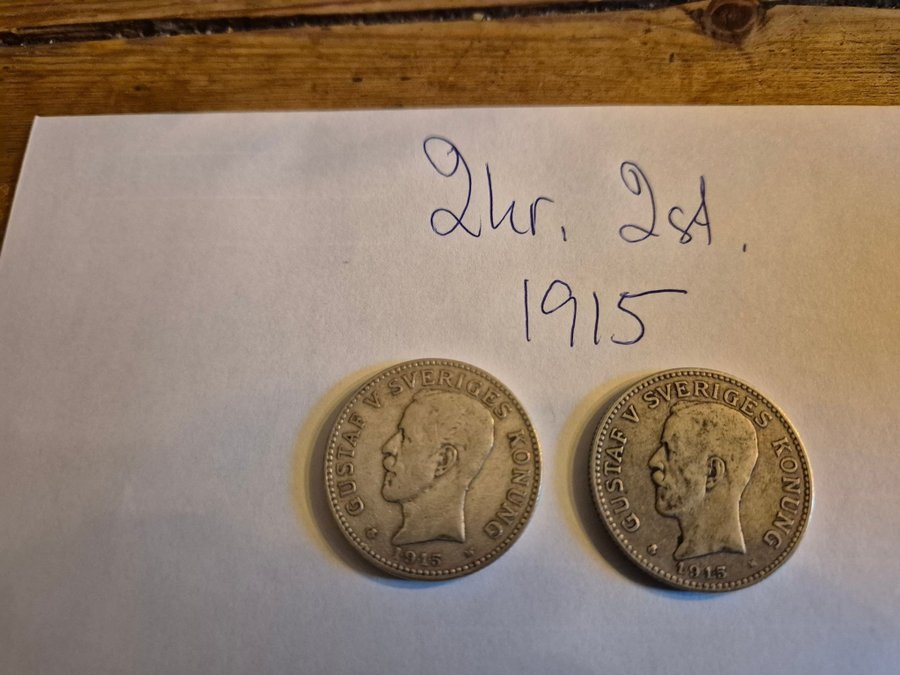 2kr. 2st.
1915
GUSTAF V SVERIGES KONUNG
1915
GUSTAF V SVERIGES KONUNG
1915